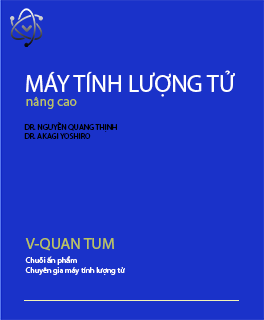 MÁY TÍNH LƯỢNG TỬ
nâng cao
DR. NGUYỄN QUANG THỊNH
DR. AKAGI YOSHIRO
V-QUAN TUM
Chuỗi ấn phẩm
Chuyên gia máy tính lượng tử